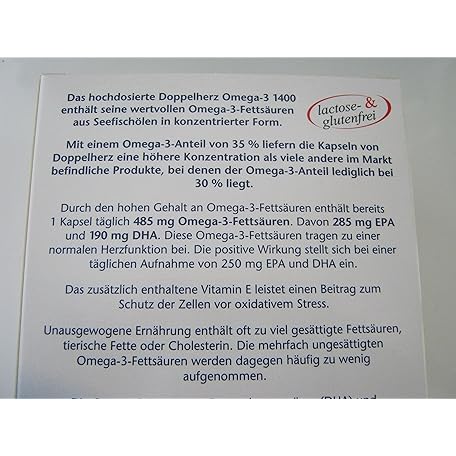 Das hochdosierte Doppelherz Omega-3 1400
enthält seine wertvollen Omega-3-Fettsäuren
aus Seefischölen in konzentrierter Form.
lactose-&
glutenfrei
Mit einem Omega-3-Anteil von 35 % liefern die Kapseln von
Doppelherz eine höhere Konzentration als viele andere im Markt
befindliche Produkte, bei denen der Omega-3-Anteil lediglich bei
30 % liegt.
Durch den hohen Gehalt an Omega-3-Fettsäuren enthält bereits
1 Kapsel täglich 485 mg Omega-3-Fettsäuren. Davon 285 mg EPA
und 190 mg DHA. Diese Omega-3-Fettsäuren tragen zu einer
normalen Herzfunktion bei. Die positive Wirkung stellt sich bei einer
täglichen Aufnahme von 250 mg EPA und DHA ein.
Das zusätzlich enthaltene Vitamin E leistet einen Beitrag zum
Schutz der Zellen vor oxidativem Stress.
Unausgewogene Ernährung enthält oft zu viel gesättigte Fettsäuren,
tierische Fette oder Cholesterin. Die mehrfach ungesättigten
Omega-3-Fettsäuren werden dagegen häufig zu wenig
aufgenommen.
(DHA) und